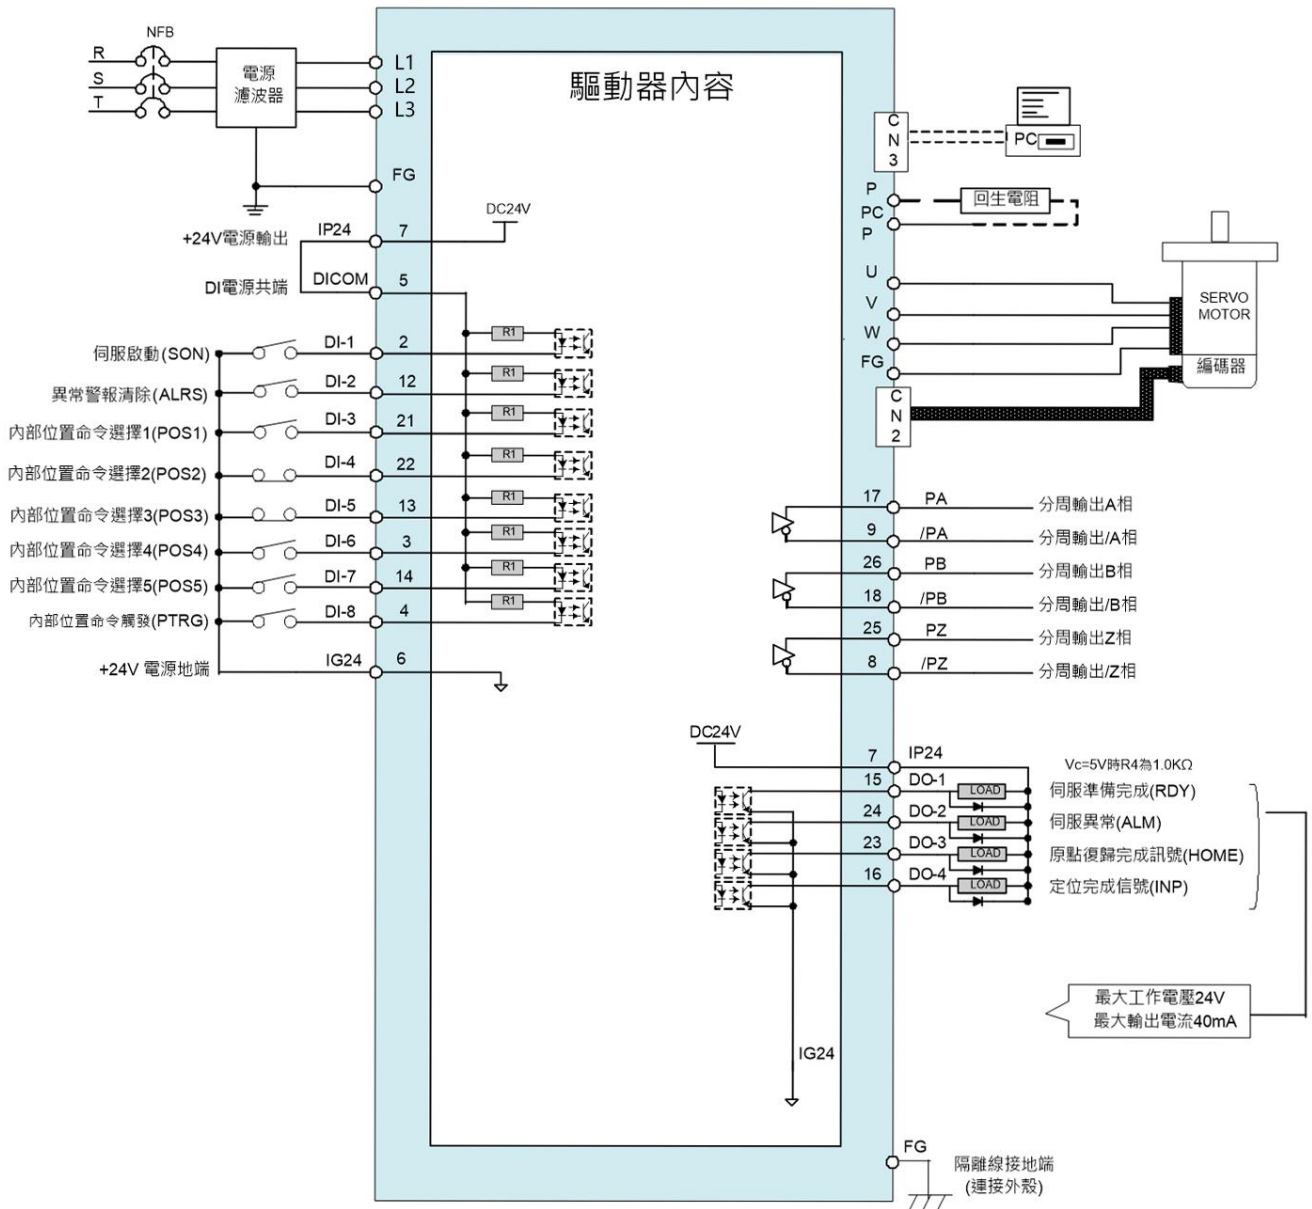 NFB
R
S
T
電源
濾波器
L1
L2
L3
FG
驅動器內容
CN3
PC
P
PC
P
回生電阻
DC24V
+24V電源輸出
IP24
7
DI電源共端
DICOM
5
U
V
W
FG
SERVO
MOTOR
編碼器
CN2
伺服啟動(SON)
DI-1
2
R1
異常警報清除(ALRS)
DI-2
12
R1
內部位置命令選擇1(POS1)
DI-3
21
R1
內部位置命令選擇2(POS2)
DI-4
22
R1
內部位置命令選擇3(POS3)
DI-5
13
R1
內部位置命令選擇4(POS4)
DI-6
3
R1
內部位置命令選擇5(POS5)
DI-7
14
R1
內部位置命令觸發(PTRG)
DI-8
4
R1
+24V 電源地端
IG24
6
17
PA
分周輸出A相
9
/PA
分周輸出/A相
26
PB
分周輸出B相
18
/PB
分周輸出/B相
25
PZ
分周輸出Z相
8
/PZ
分周輸出/Z相
DC24V
7
IP24
Vc=5V時R4為1.0KΩ
15
DO-1
LOAD
伺服準備完成(RDY)
24
DO-2
LOAD
伺服異常(ALM)
23
DO-3
LOAD
原點復歸完成訊號(HOME)
16
DO-4
LOAD
定位完成信號(INP)
最大工作電壓24V
最大輸出電流40mA
IG24
FG
隔離線接地端
(連接外殼)